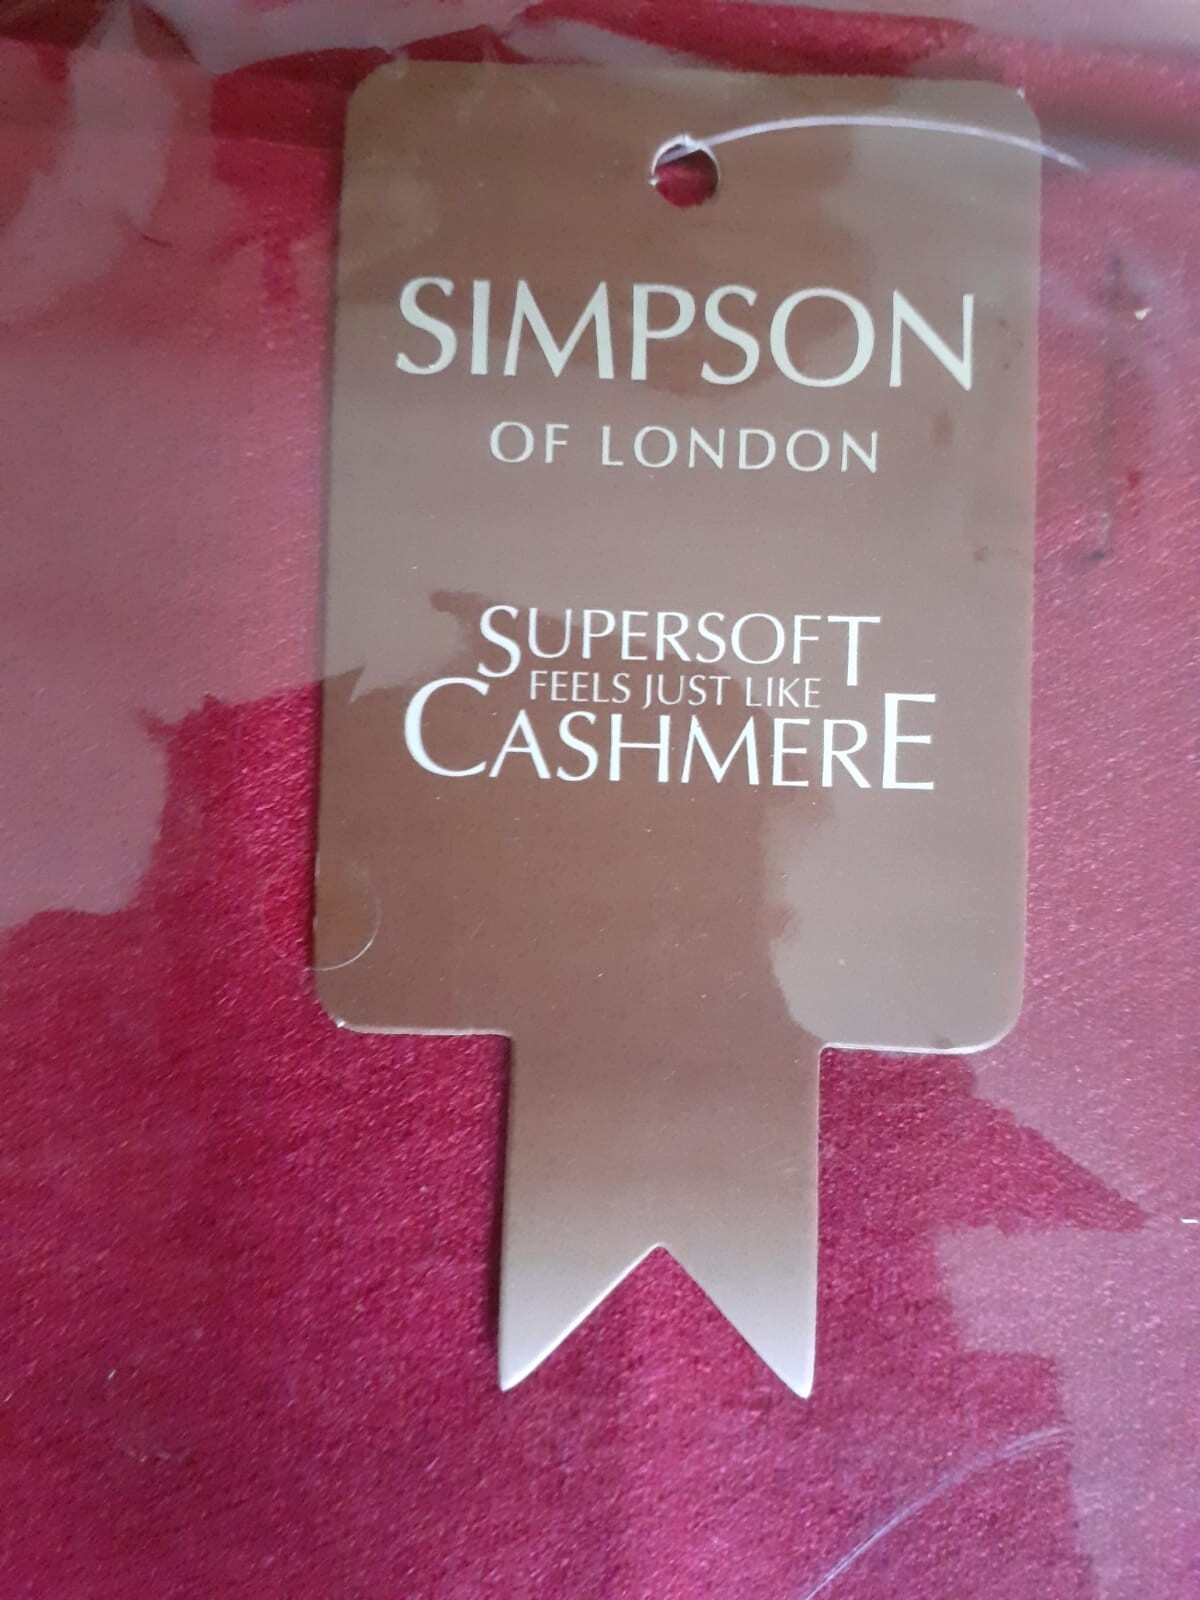 SIMPSON
OF LONDON
SUPERSOFT
FEELS JUST LIKE
CASHMERE